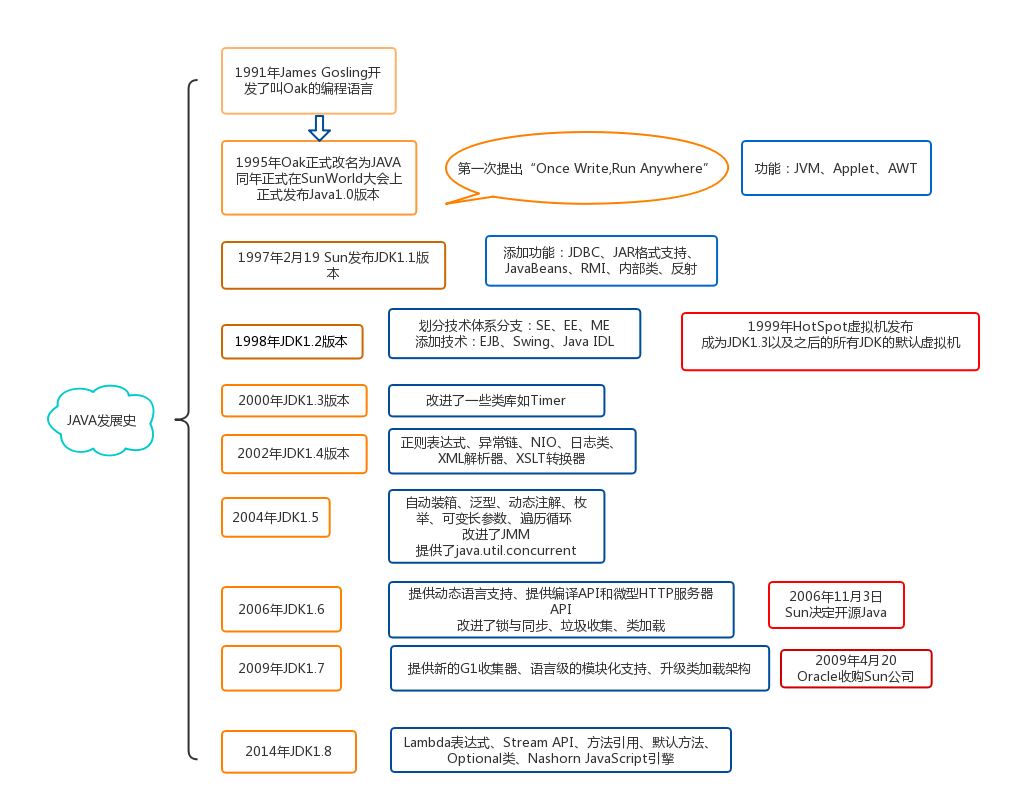 1991年James Gosling开
发了叫Oak的编程语言
1995年Oak正式改名为JAVA
同年正式在SunWorld大会上
正式发布Java1.0版本
第一次提出“Once Write,Run Anywhere”
功能：JVM、Applet、AWT
1997年2月19 Sun发布JDK1.1版
本
添加功能：JDBC、JAR格式支持、
JavaBeans、RMI、内部类、反射
1998年JDK1.2版本
划分技术体系分支：SE、EE、ME
添加技术：EJB、Swing、Java IDL
1999年HotSpot虚拟机发布
成为JDK1.3以及之后的所有JDK的默认虚拟机
JAVA发展史
2000年JDK1.3版本
改进了一些类库如Timer
2002年JDK1.4版本
正则表达式、异常链、NIO、日志类、
XML解析器、XSLT转换器
2004年JDK1.5
自动装箱、泛型、动态注解、枚
举、可变长参数、遍历循环
改进了JMM
提供了java.util.concurrent
2006年JDK1.6
提供动态语言支持、提供编译API和微型HTTP服务器
API
改进了锁与同步、垃圾收集、类加载
2006年11月3日
Sun决定开源Java
2009年JDK1.7
提供新的G1收集器、语言级的模块化支持、升级类加载架构
2009年4月20
Oracle收购Sun公司
2014年JDK1.8
Lambda表达式、Stream API、方法引用、默认方法、
Optional类、Nashorn JavaScript引擎